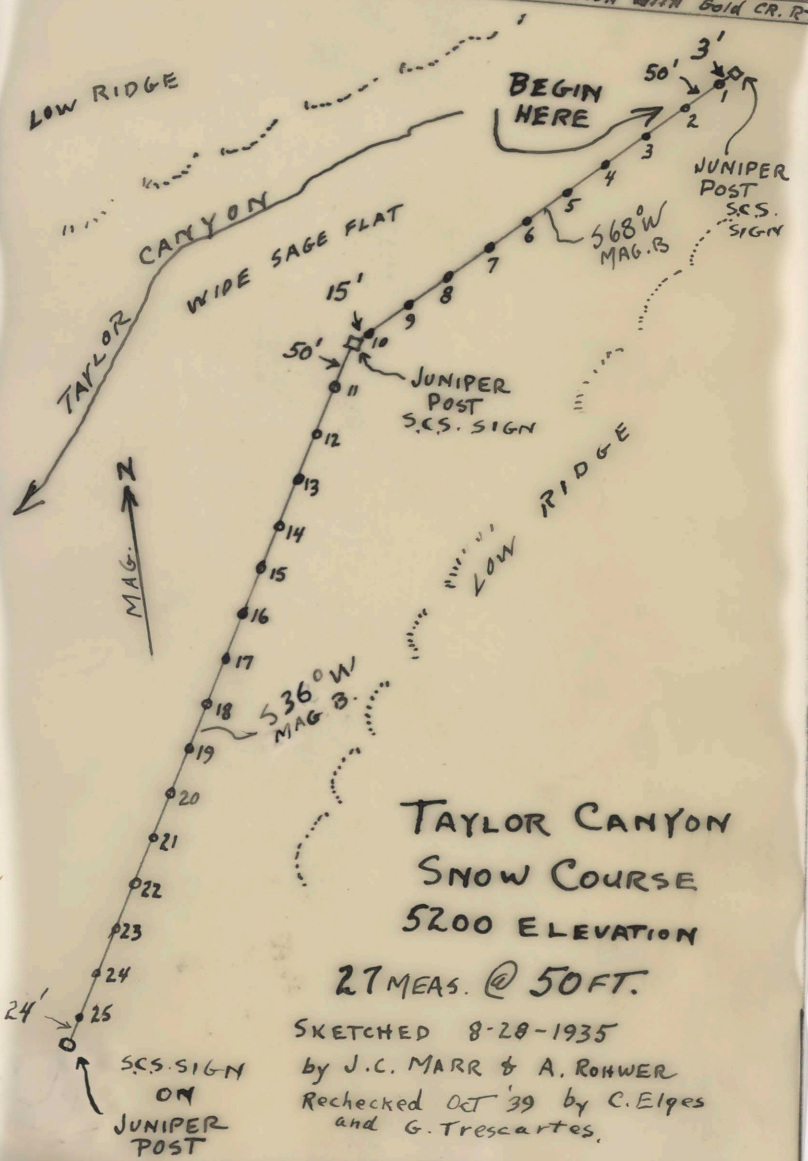 with Gold CR. R
LOW RIDGE
BEGIN
HERE
50'
3'
1
2
3
4
5
6
7
8
9
10
JUNIPER
POST
S.C.S.
SIGN
S68°W
MAG. B
TAYLOR CANYON
WIDE SAGE FLAT
15'
50'
JUNIPER
POST
S.C.S. SIGN
11
12
13
14
15
16
17
18
19
20
21
22
23
24
25
LOW RIDGE
MAG. N
S36°W
MAG B.
24'
S.C.S. SIGN
ON
JUNIPER
POST
TAYLOR CANYON
SNOW COURSE
5200 ELEVATION
27 MEAS. @ 50 FT.
SKETCHED 8-28-1935
by J.C. MARR & A. ROHWER
Rechecked OCT '39 by C. Elges
and G. Trescartes.